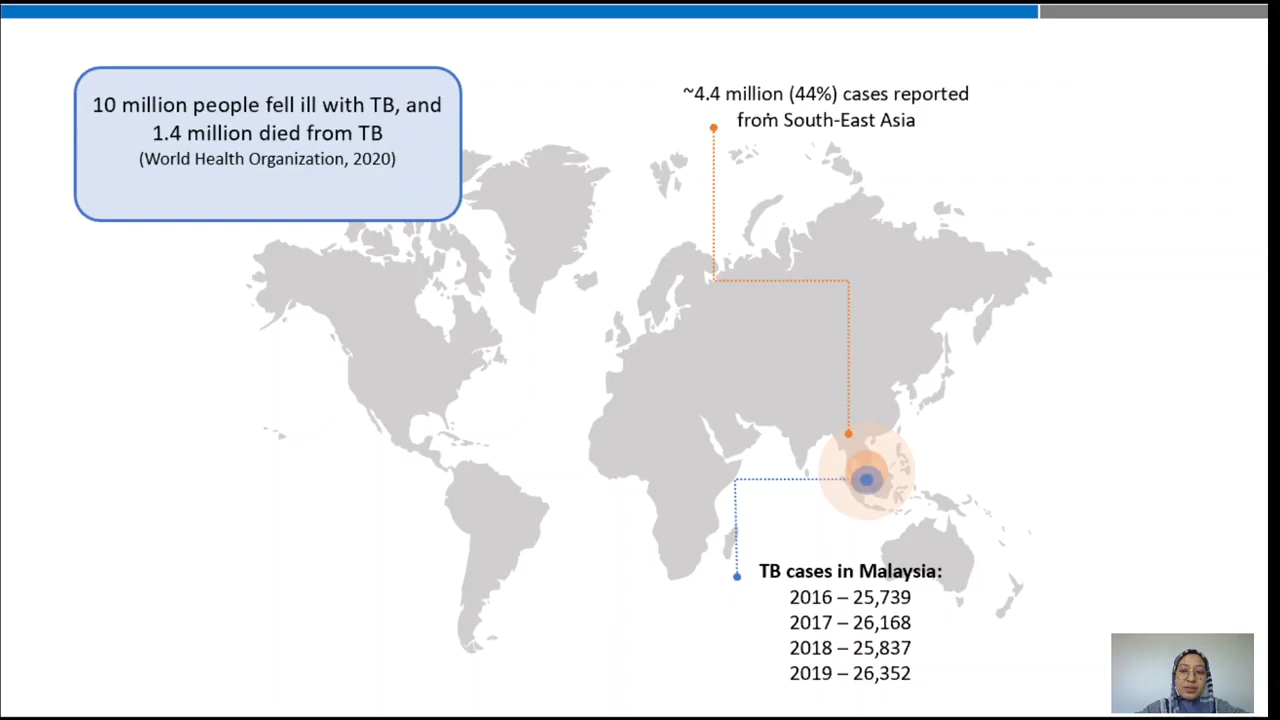 10 million people fell ill with TB, and
1.4 million died from TB
(World Health Organization, 2020)
~4.4 million (44%) cases reported
from South-East Asia
TB cases in Malaysia:
2016 – 25,739
2017 – 26,168
2018 – 25,837
2019 – 26,352